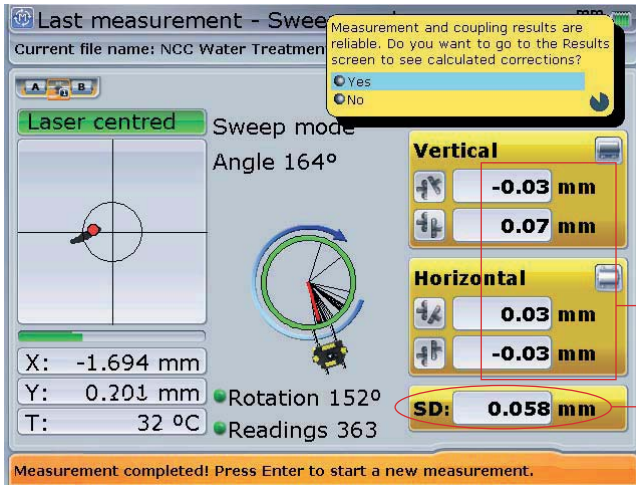 Last measurement - Swee
mm
Current file name: NCC Water Treatmen
Measurement and coupling results are
reliable. Do you want to go to the Results
screen to see calculated corrections?
Yes
No
A
B
Laser centred
Sweep mode
Angle 164º
Vertical
-0.03 mm
0.07 mm
Horizontal
0.03 mm
-0.03 mm
X: -1.694 mm
Y: 0.201 mm
T: 32 ºC
Rotation 152º
Readings 363
SD: 0.058 mm
Measurement completed! Press Enter to start a new measurement.